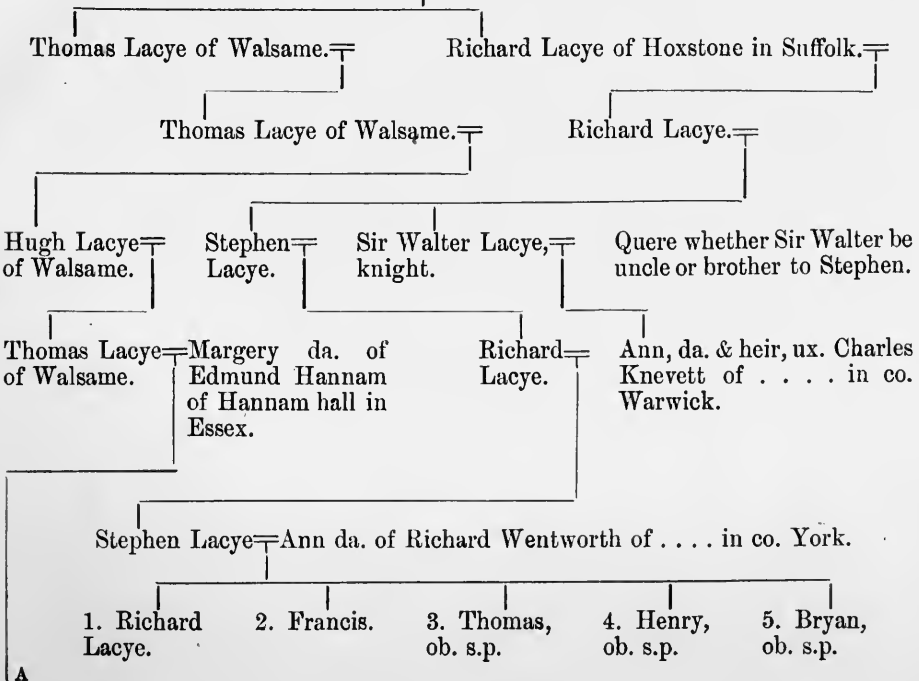 Thomas Lacye of Walsame. Richard Lacye of Hoxstone in Suffolk.
Thomas Lacye of Walsame. Richard Lacye.
Hugh Lacye
of Walsame.
Stephen
Lacye.
Sir Walter Lacye,
knight.
Quere whether Sir Walter be
uncle or brother to Stephen.
Thomas Lacye
of Walsame.
Margery da. of
Edmund Hannam
of Hannam hall in
Essex.
Richard
Lacye.
Ann, da. & heir, ux. Charles
Knevett of . . . . in co.
Warwick.
Stephen Lacye Ann da. of Richard Wentworth of . . . . in co. York.
1. Richard
Lacye.
2. Francis.
3. Thomas,
ob. s.p.
4. Henry,
ob. s.p.
5. Bryan,
ob. s.p.
A